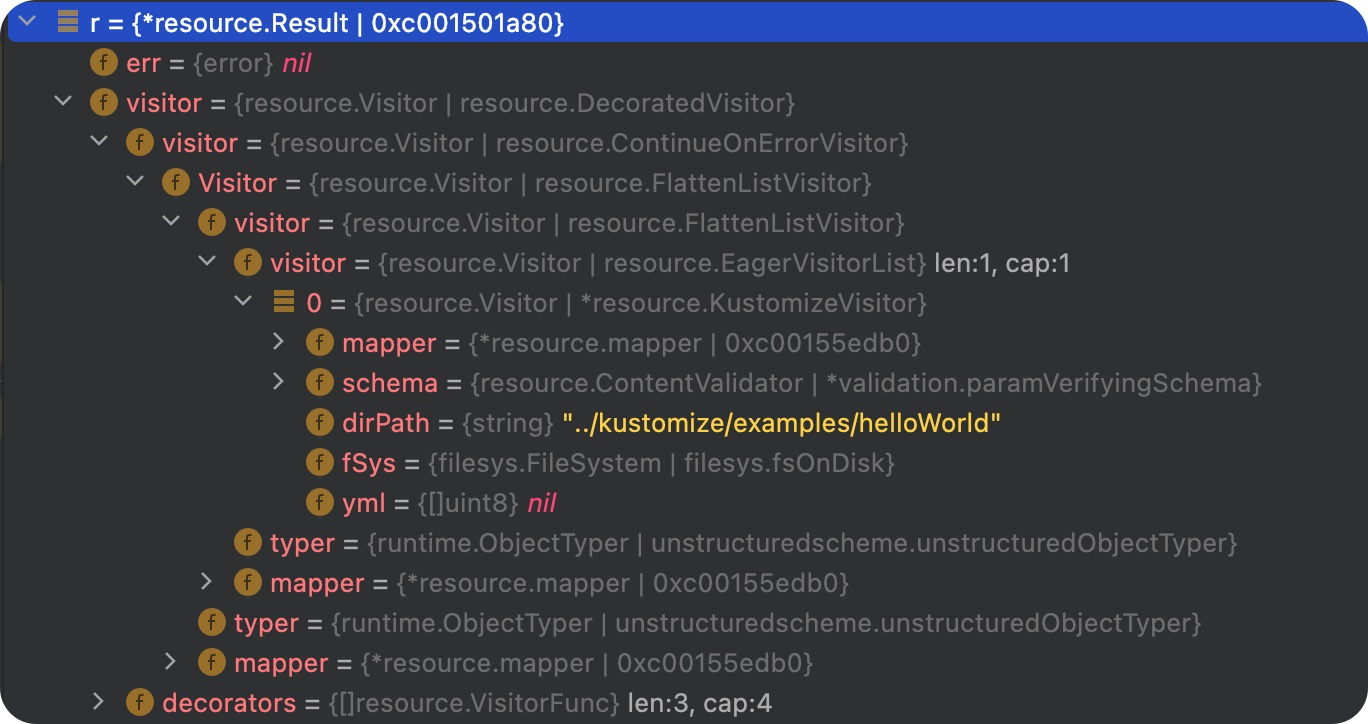 r = {*resource.Result | 0xc001501a80}
f err = {error} nil
f visitor = {resource.Visitor | resource.DecoratedVisitor}
f visitor = {resource.Visitor | resource.ContinueOnErrorVisitor}
f Visitor = {resource.Visitor | resource.FlattenListVisitor}
f visitor = {resource.Visitor | resource.FlattenListVisitor}
f visitor = {resource.Visitor | resource.EagerVisitorList} len:1, cap:1
0 = {resource.Visitor | *resource.KustomizeVisitor}
f mapper = {*resource.mapper | 0xc00155edb0}
f schema = {resource.ContentValidator | *validation.paramVerifyingSchema}
f dirPath = {string} "../kustomize/examples/helloWorld"
f fSys = {filesys.FileSystem | filesys.fsOnDisk}
f yml = {[]uint8} nil
f typer = {runtime.ObjectTyper | unstructuredscheme.unstructuredObjectTyper}
f mapper = {*resource.mapper | 0xc00155edb0}
f typer = {runtime.ObjectTyper | unstructuredscheme.unstructuredObjectTyper}
f mapper = {*resource.mapper | 0xc00155edb0}
f decorators = {[]resource.VisitorFunc} len:3, cap:4